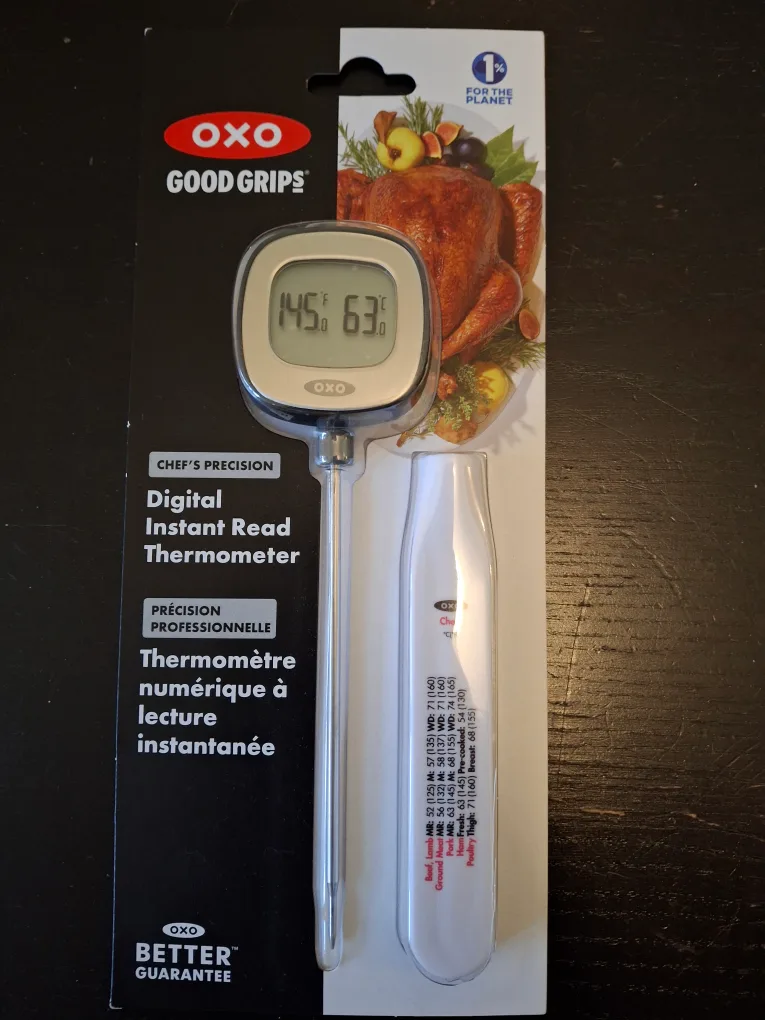 1%
FOR THE
PLANET
OXO
GOOD GRIPS®
145.0 °F 63.0 °C
OXO
CHEF'S PRECISION
Digital
Instant Read
Thermometer
PRÉCISION
PROFESSIONNELLE
Thermomètre
numérique à
lecture
instantanée
OXO
Beef, Lamb MR: 52 (125) M: 57 (135) WD: 71 (160)
Ground Meat MR: 56 (132) M: 58 (137) WD: 71 (160)
Pork MR: 63 (145) M: 68 (155) WD: 74 (165)
Ham Fresh: 63 (145) Pre-cooked: 54 (130)
Poultry Thigh: 71 (160) Breast: 68 (155)
OXO
BETTER™
GUARANTEE